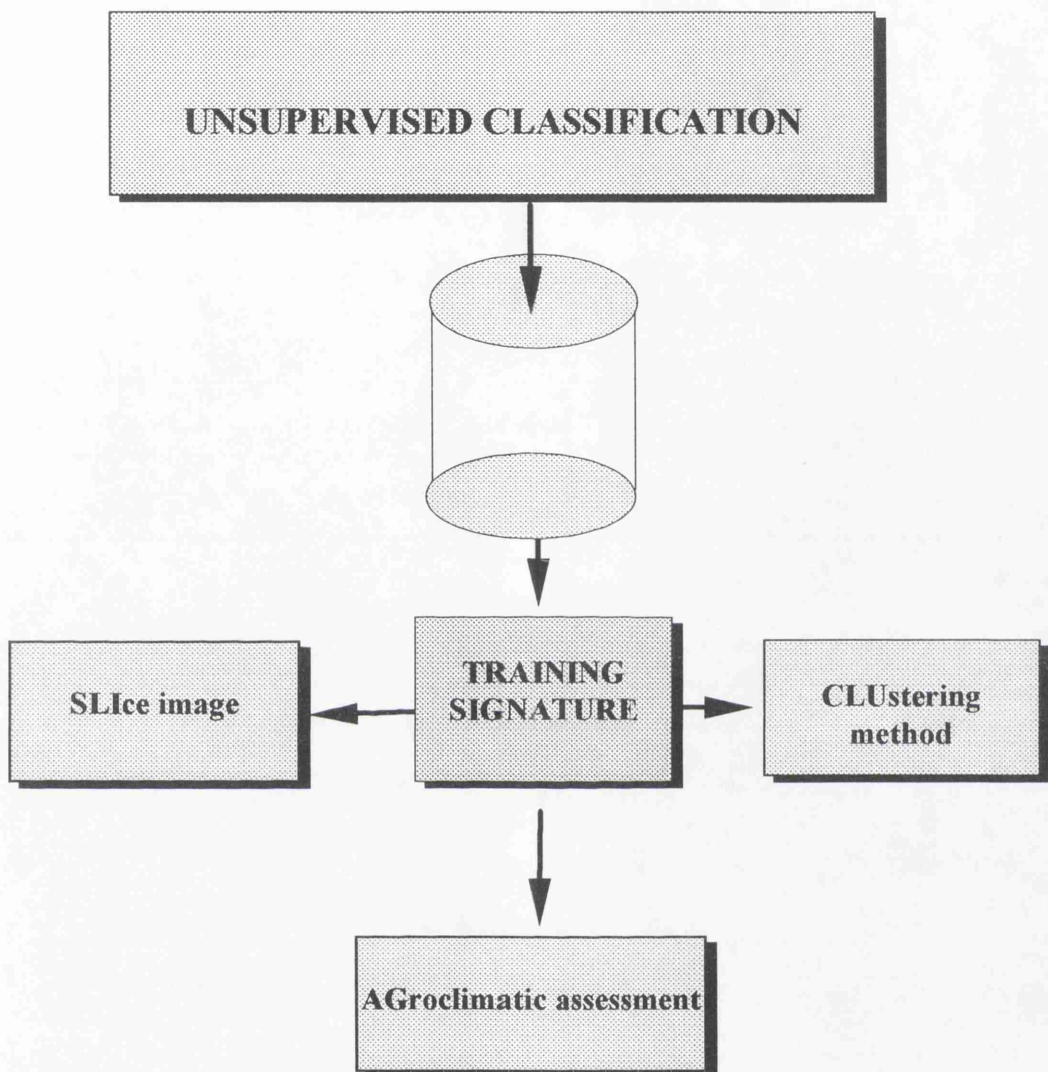 UNSUPERVISED CLASSIFICATION
TRAINING
SIGNATURE
SLIce image
CLUstering
method
AGroclimatic assessment